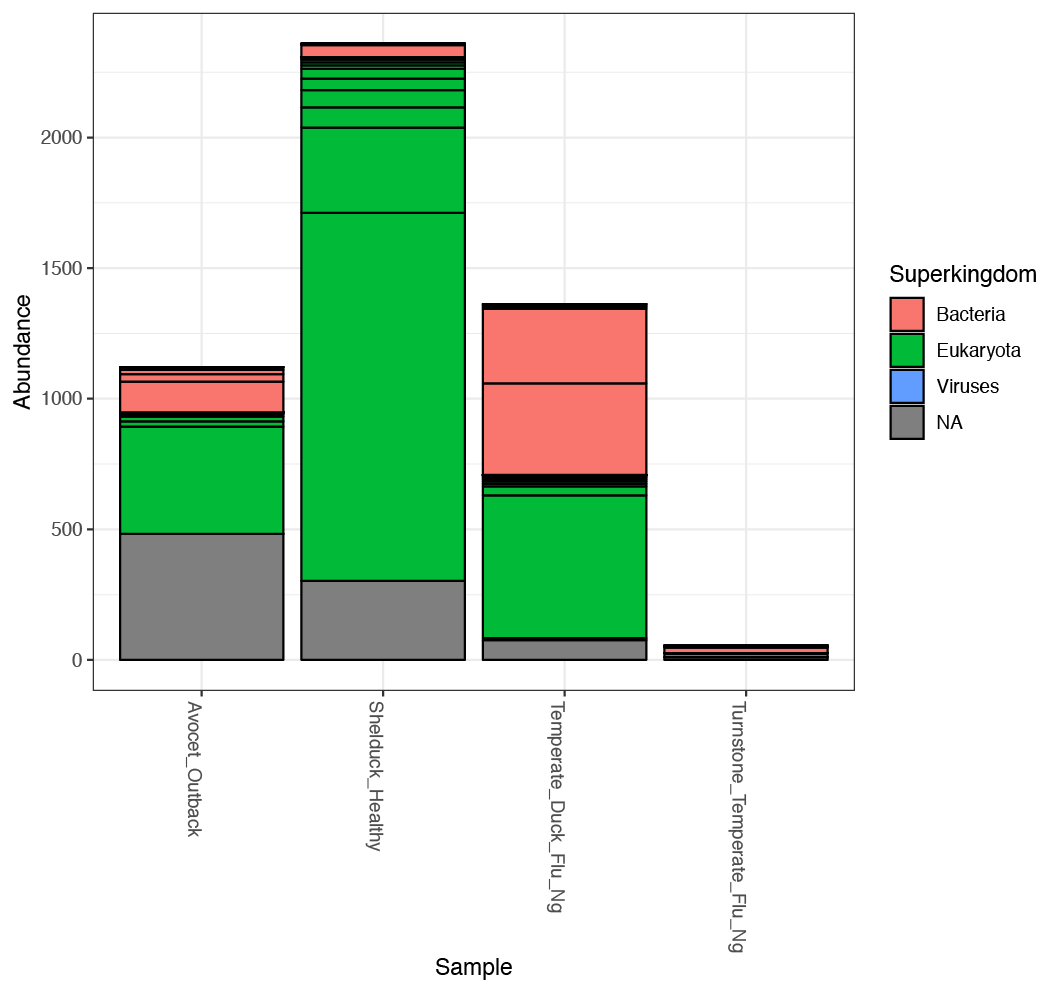 Abundance
2000
1500
1000
500
0
Avocet_Outback
Shelduck_Healthy
Temperate_Duck_Flu_Ng
Turnstone_Temperate_Flu_Ng
Sample
Superkingdom
Bacteria
Eukaryota
Viruses
NA